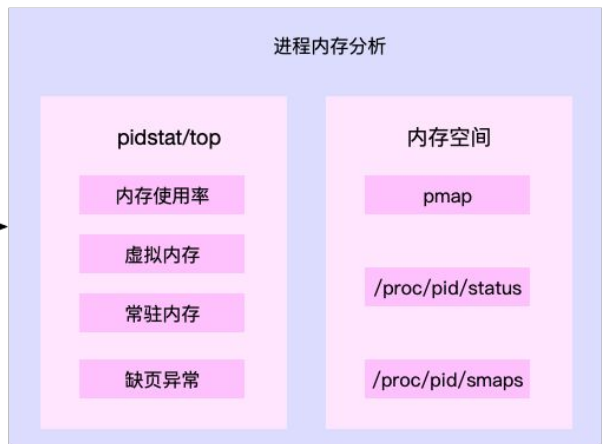 进程内存分析
pidstat/top
内存使用率
虚拟内存
常驻内存
缺页异常
内存空间
pmap
/proc/pid/status
/proc/pid/smaps